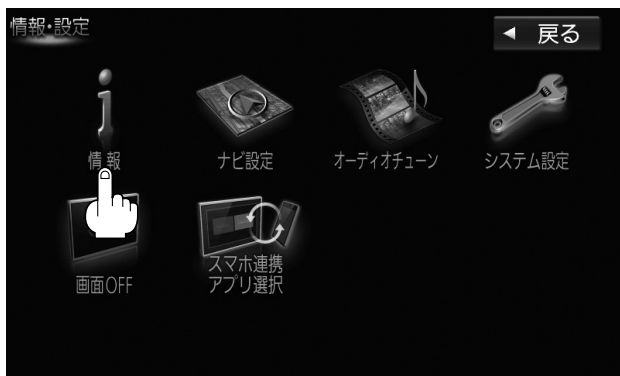 情報・設定
◀ 戻る
情報
ナビ設定
オーディオチューン
システム設定
画面OFF
スマホ連携
アプリ選択